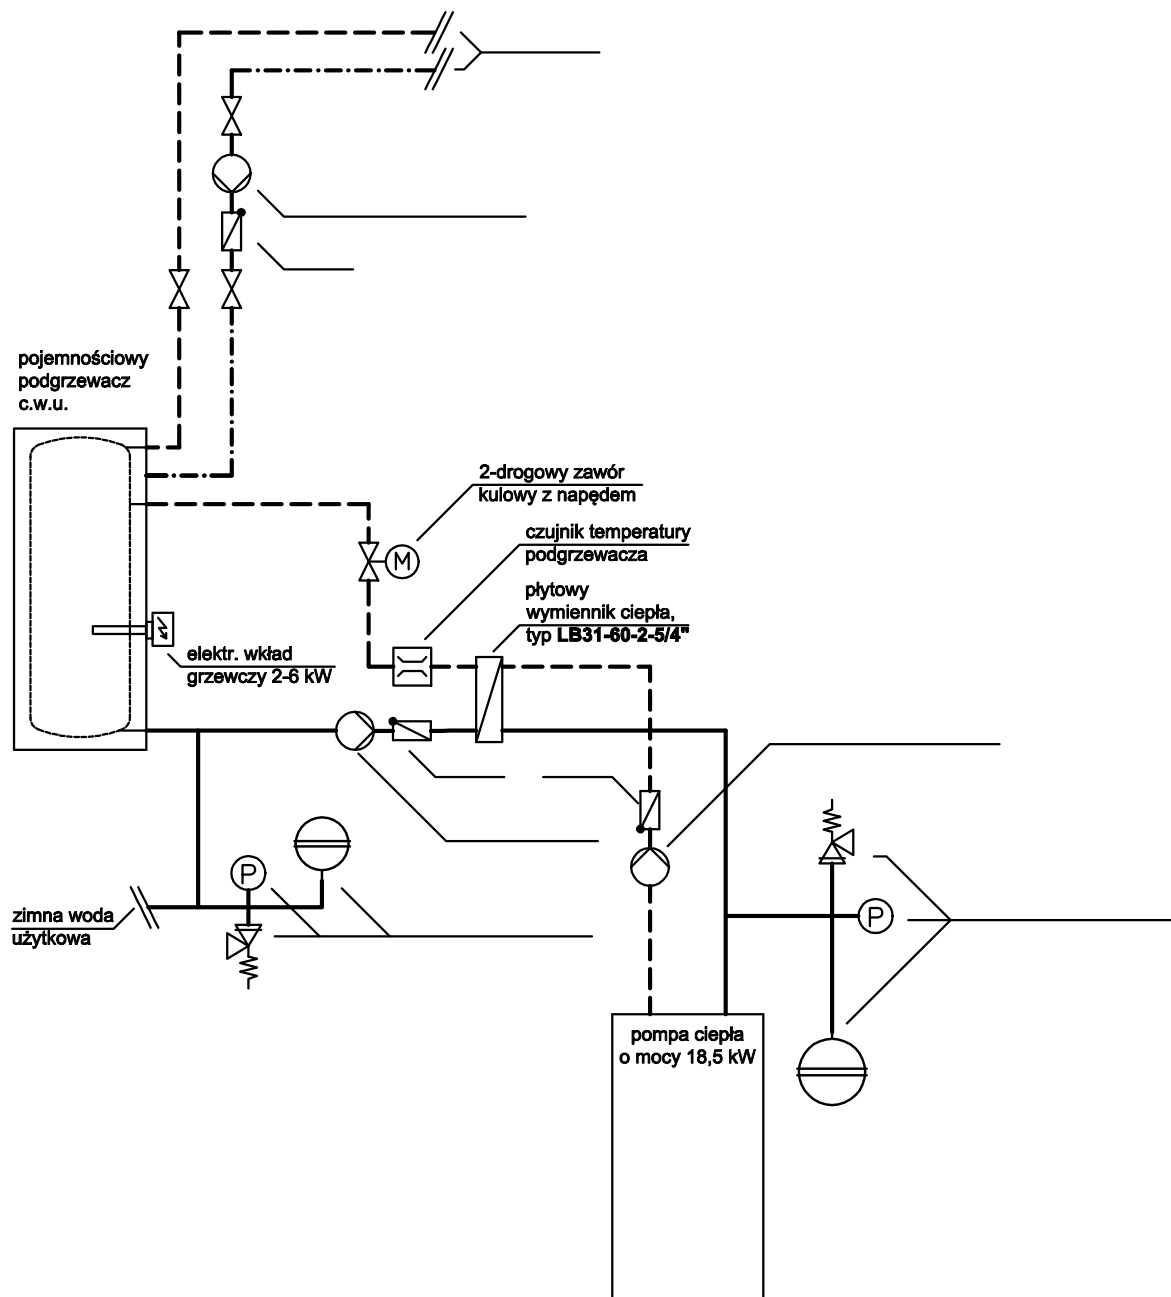 pojemnościowy
podgrzewacz
c.w.u.
2-drogowy zawór
kulowy z napędem
M
czujnik temperatury
podgrzewacza
płytowy
wymiennik ciepła,
typ LB31-60-2-5/4"
elektr. wkład
grzewczy 2-6 kW
P
P
zimna woda
użytkowa
pompa ciepła
o mocy 18,5 kW